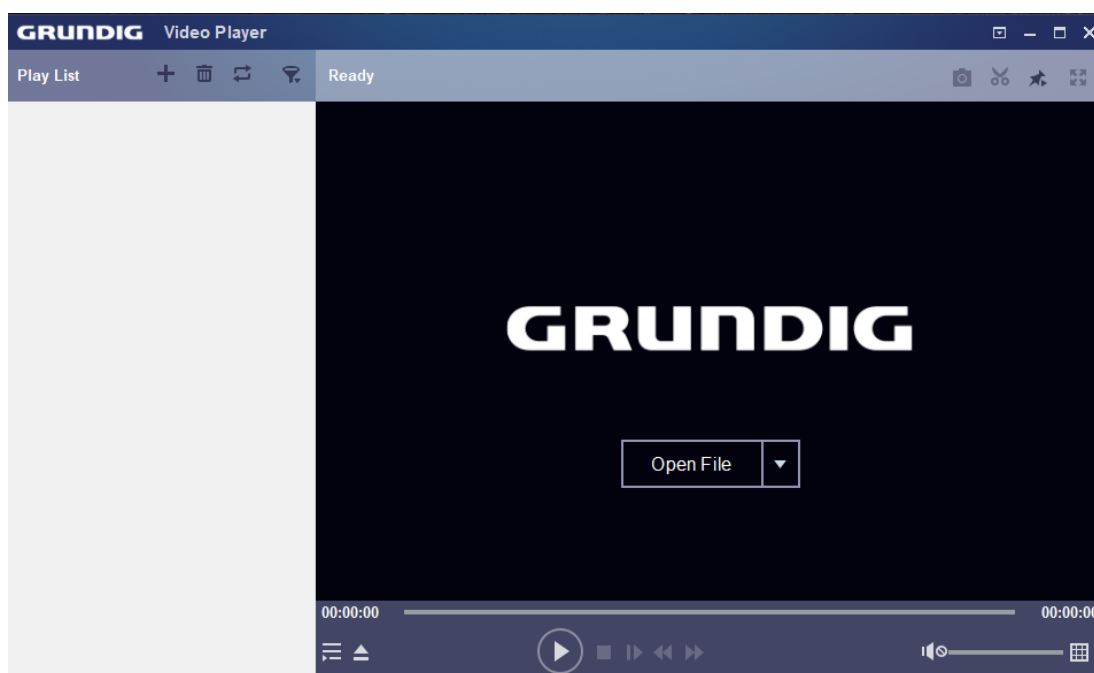 GRUNDIG Video Player
Play List
Ready
GRUNDIG
Open File
00:00:00
00:00:00